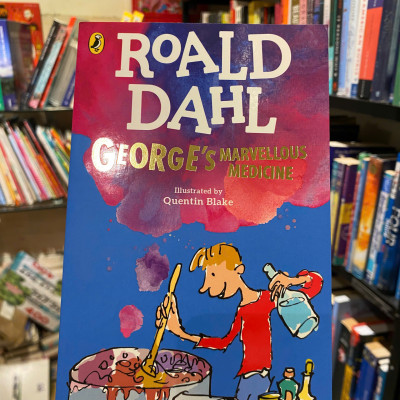 ROALD
DAHL
GEORGE'S MARVELLOUS
MEDICINE
Illustrated by
Quentin Blake